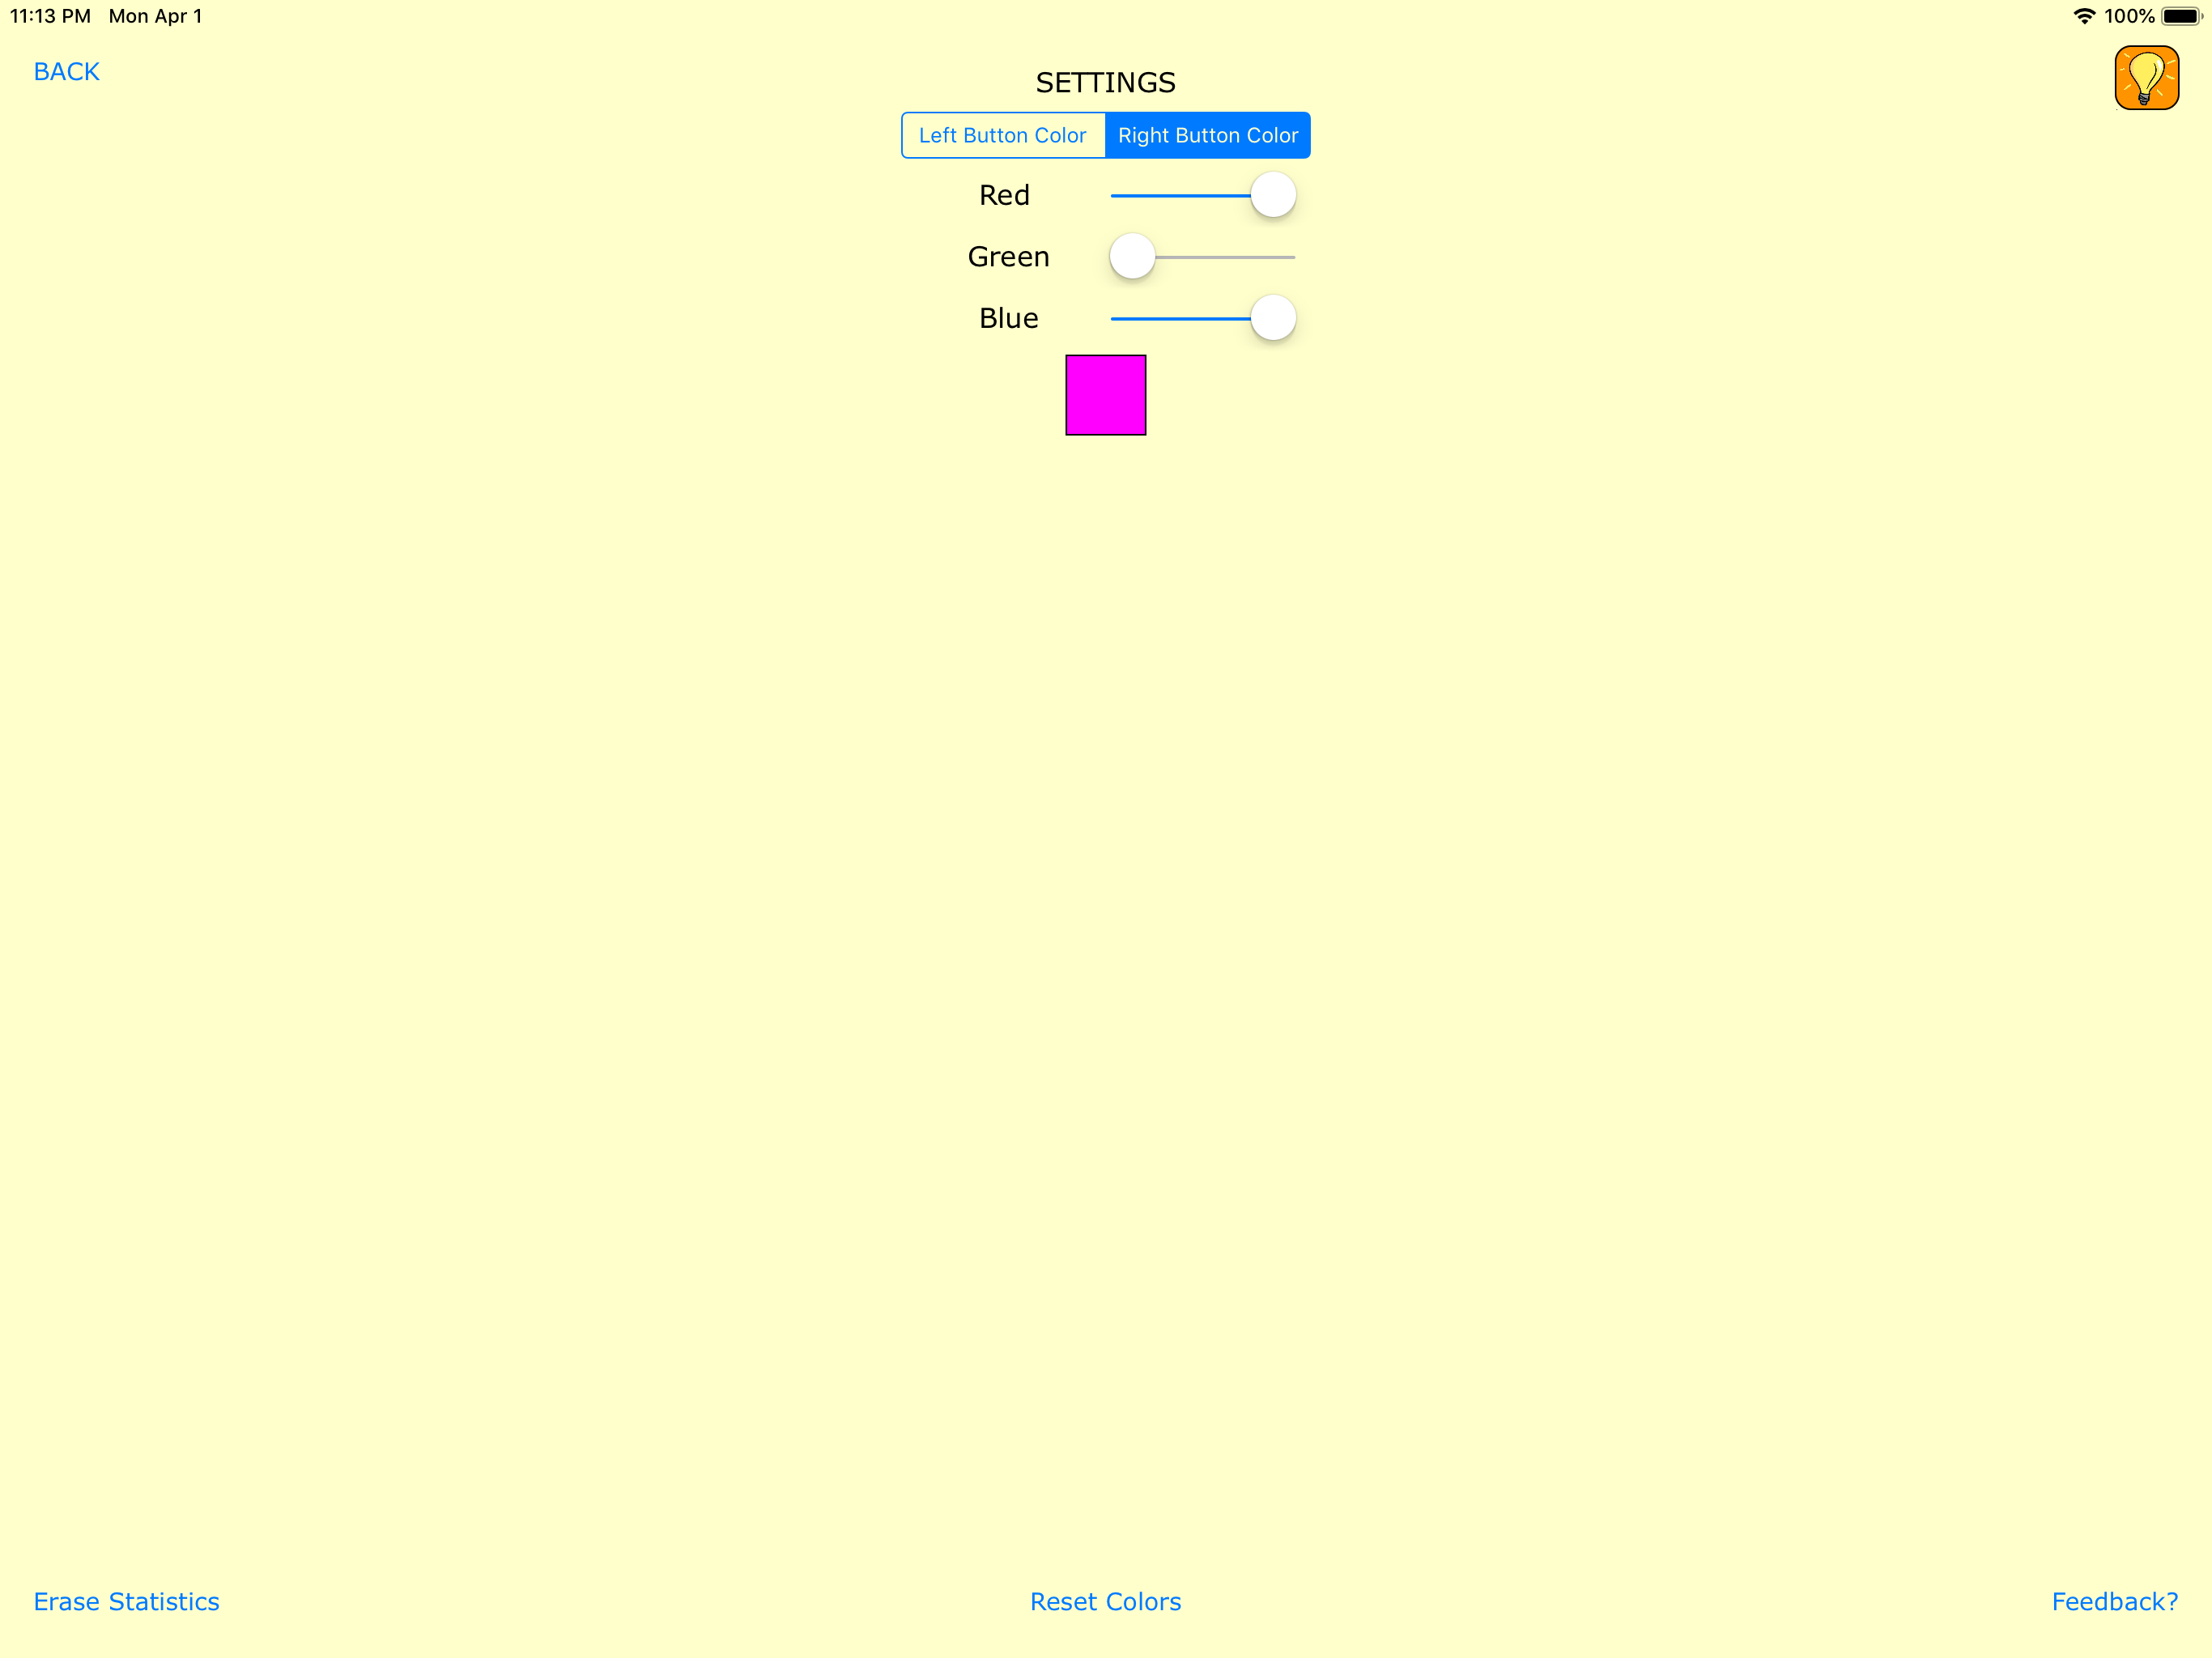 11:13 PM Mon Apr 1 100%
BACK
SETTINGS
Left Button Color Right Button Color
Red
Green
Blue
Erase Statistics Reset Colors Feedback?